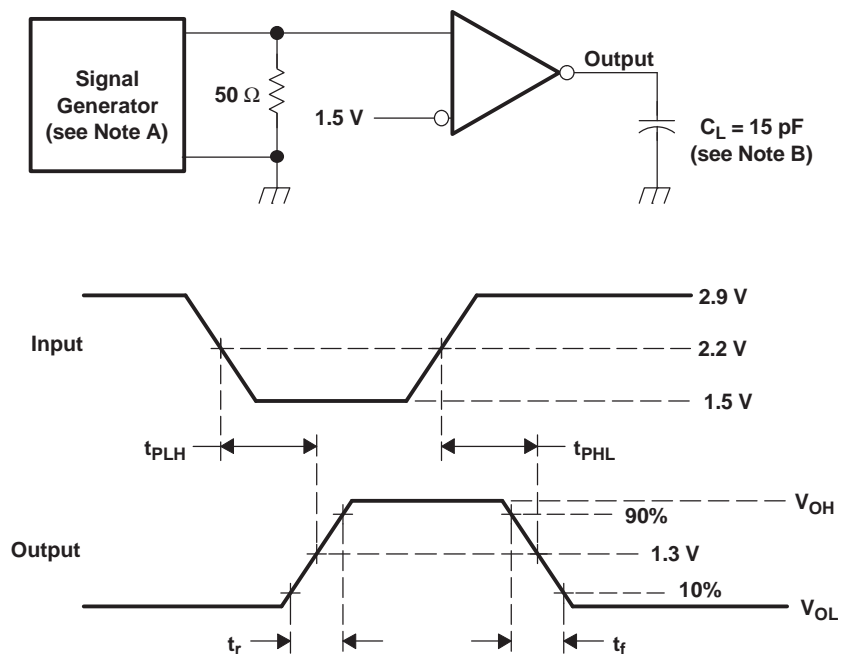 Signal
Generator
(see Note A)
50 Ω
1.5 V
Output
C_L = 15 pF
(see Note B)
Input
2.9 V
2.2 V
1.5 V
t_PLH
t_PHL
Output
V_OH
90%
1.3 V
10%
V_OL
t_r
t_f